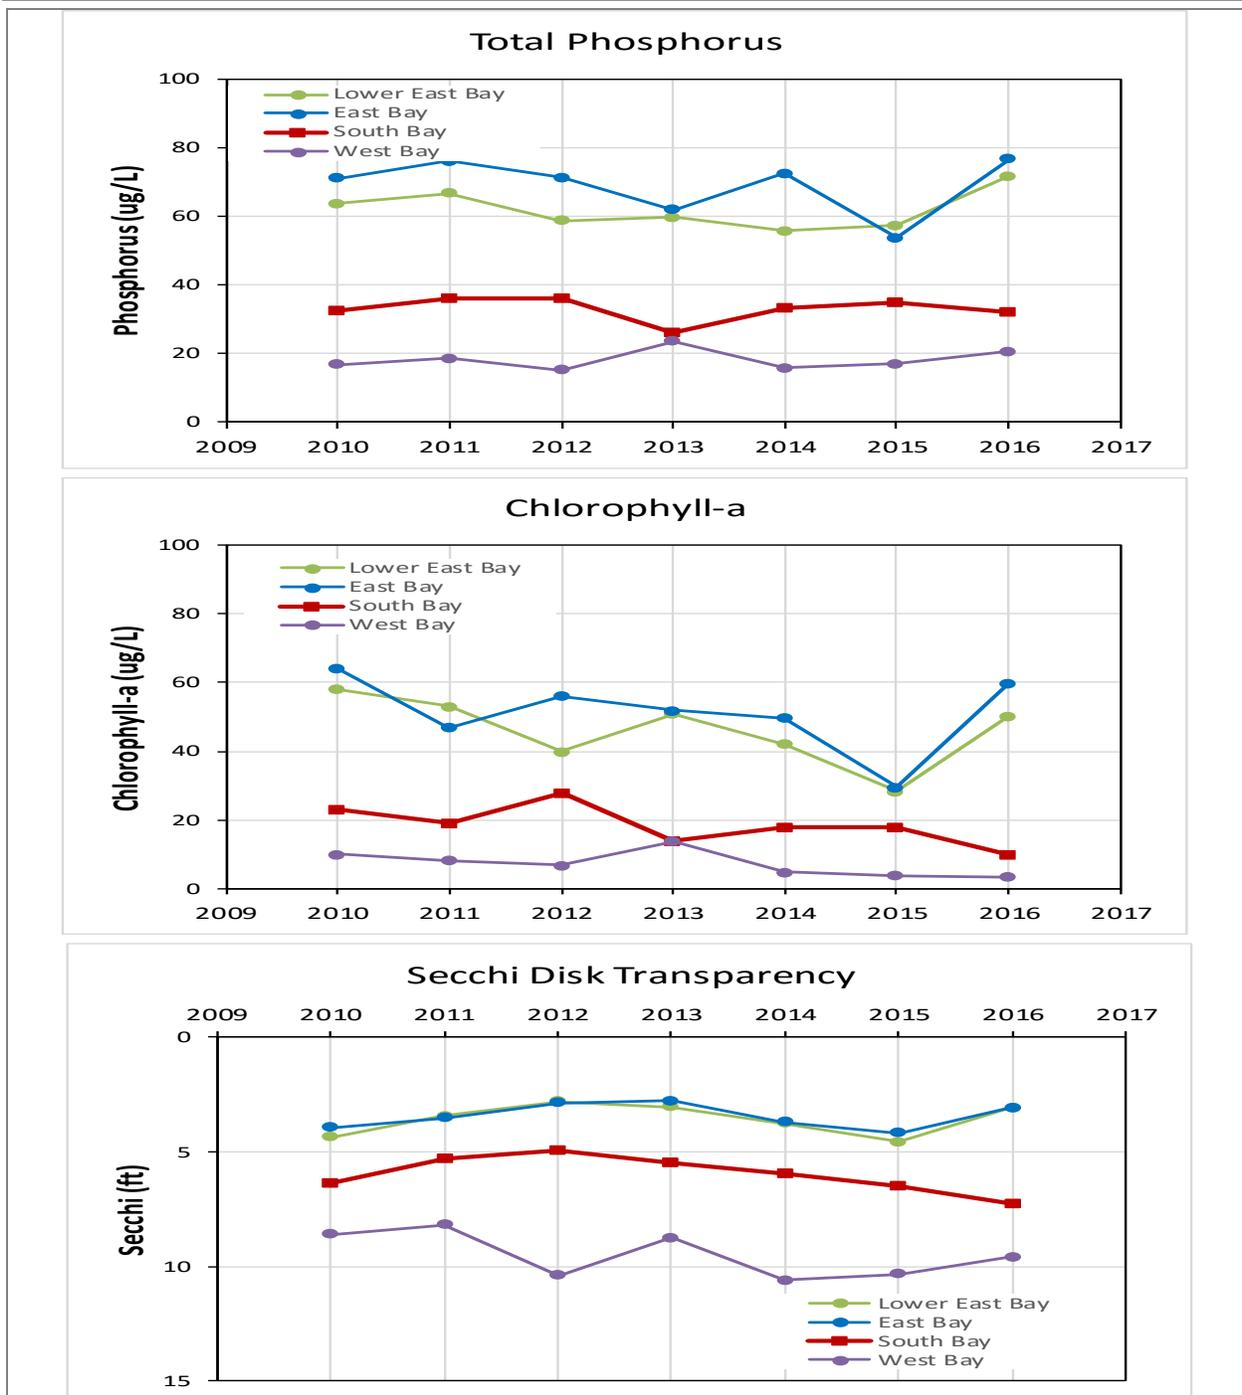 Total Phosphorus
100
80
60
40
20
0
Phosphorus (ug/L)
Lower East Bay
East Bay
South Bay
West Bay
2009 2010 2011 2012 2013 2014 2015 2016 2017
Chlorophyll-a
100
80
60
40
20
0
Chlorophyll-a (ug/L)
Lower East Bay
East Bay
South Bay
West Bay
2009 2010 2011 2012 2013 2014 2015 2016 2017
Secchi Disk Transparency
2009 2010 2011 2012 2013 2014 2015 2016 2017
0
5
10
15
Secchi (ft)
Lower East Bay
East Bay
South Bay
West Bay